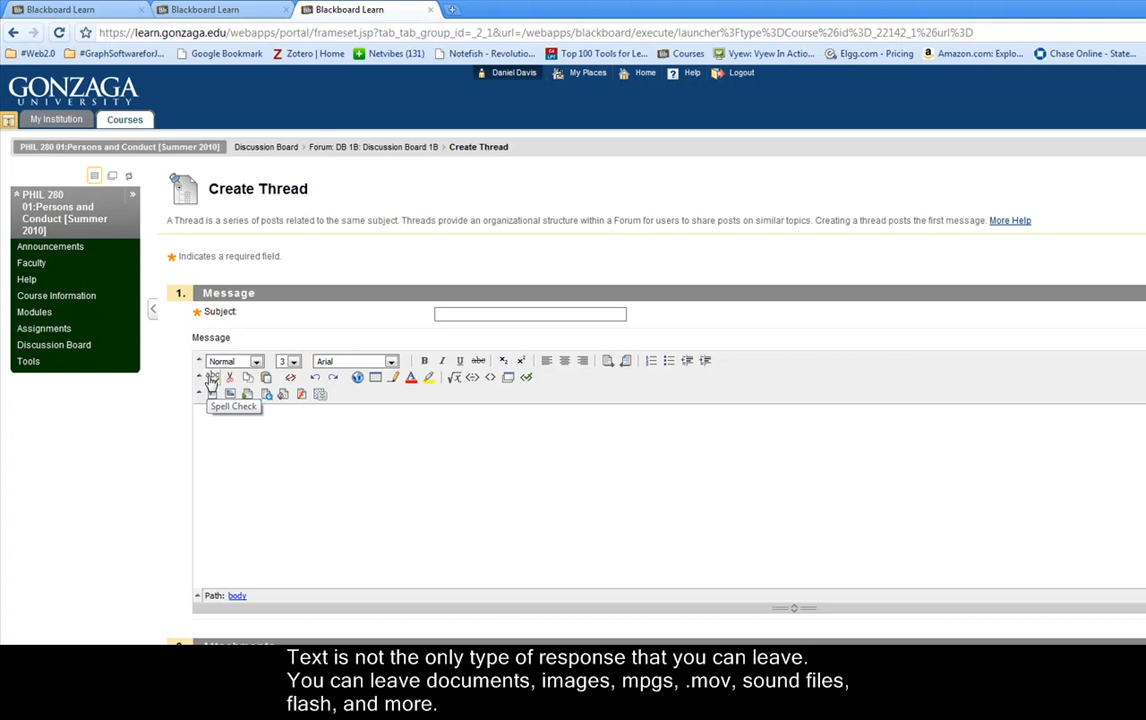 Blackboard Learn
Blackboard Learn
Blackboard Learn
https://learn.gonzaga.edu/webapps/portal/frameset.jsp?tab_tab_group_id=_2_1&url=/webapps/blackboard/execute/launcher%3Ftype%3DCourse%26id%3D_22142_1%26url%3D
#Web2.0
#GraphSoftwareforJ...
Google Bookmark
Zotero | Home
Netvibes (131)
Notefish - Revolution...
Top 100 Tools for Le...
Courses
Vyew: Vyew In Actio...
Elgg.com - Pricing
Amazon.com: Explo...
Chase Online - State...
Daniel Davis
My Places
Home
Help
Logout
GONZAGA
UNIVERSITY
My Institution
Courses
PHIL 280 01:Persons and Conduct [Summer 2010]
Discussion Board > Forum: DB 1B: Discussion Board 1B > Create Thread
PHIL 280
01:Persons and
Conduct [Summer
2010]
Announcements
Faculty
Help
Course Information
Modules
Assignments
Discussion Board
Tools
Create Thread
A Thread is a series of posts related to the same subject. Threads provide an organizational structure within a Forum for users to share posts on similar topics. Creating a thread posts the first message. More Help
Indicates a required field.
1. Message
Subject
Message
Normal
3
Arial
B I U abc
Spell Check
Path: body
Text is not the only type of response that you can leave.
You can leave documents, images, mpgs, .mov, sound files,
flash, and more.